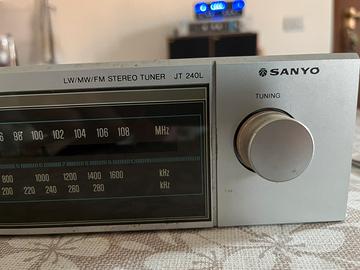 LW/MW/FM STEREO TUNER JT 240L
SANYO
TUNING
98 100 102 104 106 108 MHz
800 1000 1200 1400 1600 kHz
200 220 240 260 280 kHz